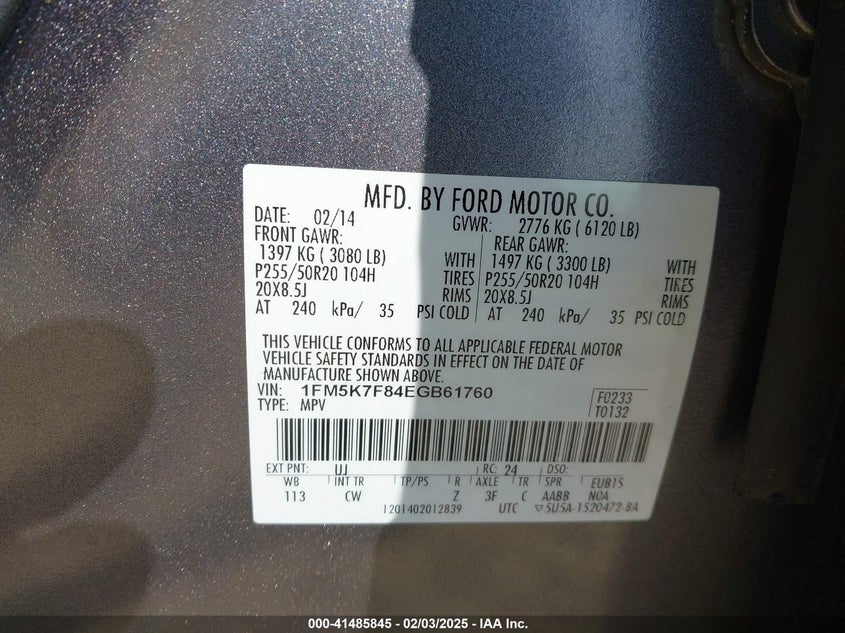 MFD. BY FORD MOTOR CO.
DATE: 02/14 GVWR: 2776 KG ( 6120 LB)
FRONT GAWR: REAR GAWR:
1397 KG ( 3080 LB) WITH 1497 KG ( 3300 LB) WITH
P255/50R20 104H TIRES P255/50R20 104H TIRES
20X8.5J RIMS 20X8.5J RIMS
AT 240 kPa/ 35 PSI COLD AT 240 kPa/ 35 PSI COLD
THIS VEHICLE CONFORMS TO ALL APPLICABLE FEDERAL MOTOR
VEHICLE SAFETY STANDARDS IN EFFECT ON THE DATE OF
MANUFACTURE SHOWN ABOVE.
VIN: 1FM5K7F84EGB61760 F0233
TYPE: MPV T0132
EXT PNT: UJ RC: 24 DSO:
WB INT TR TP/PS R AXLE TR SPR EUB1S
113 CW Z 3F C AABB NOA
1201402012839 UTC ▽5U5A-1520472-BA
000-41485845 - 02/03/2025 - IAA Inc.